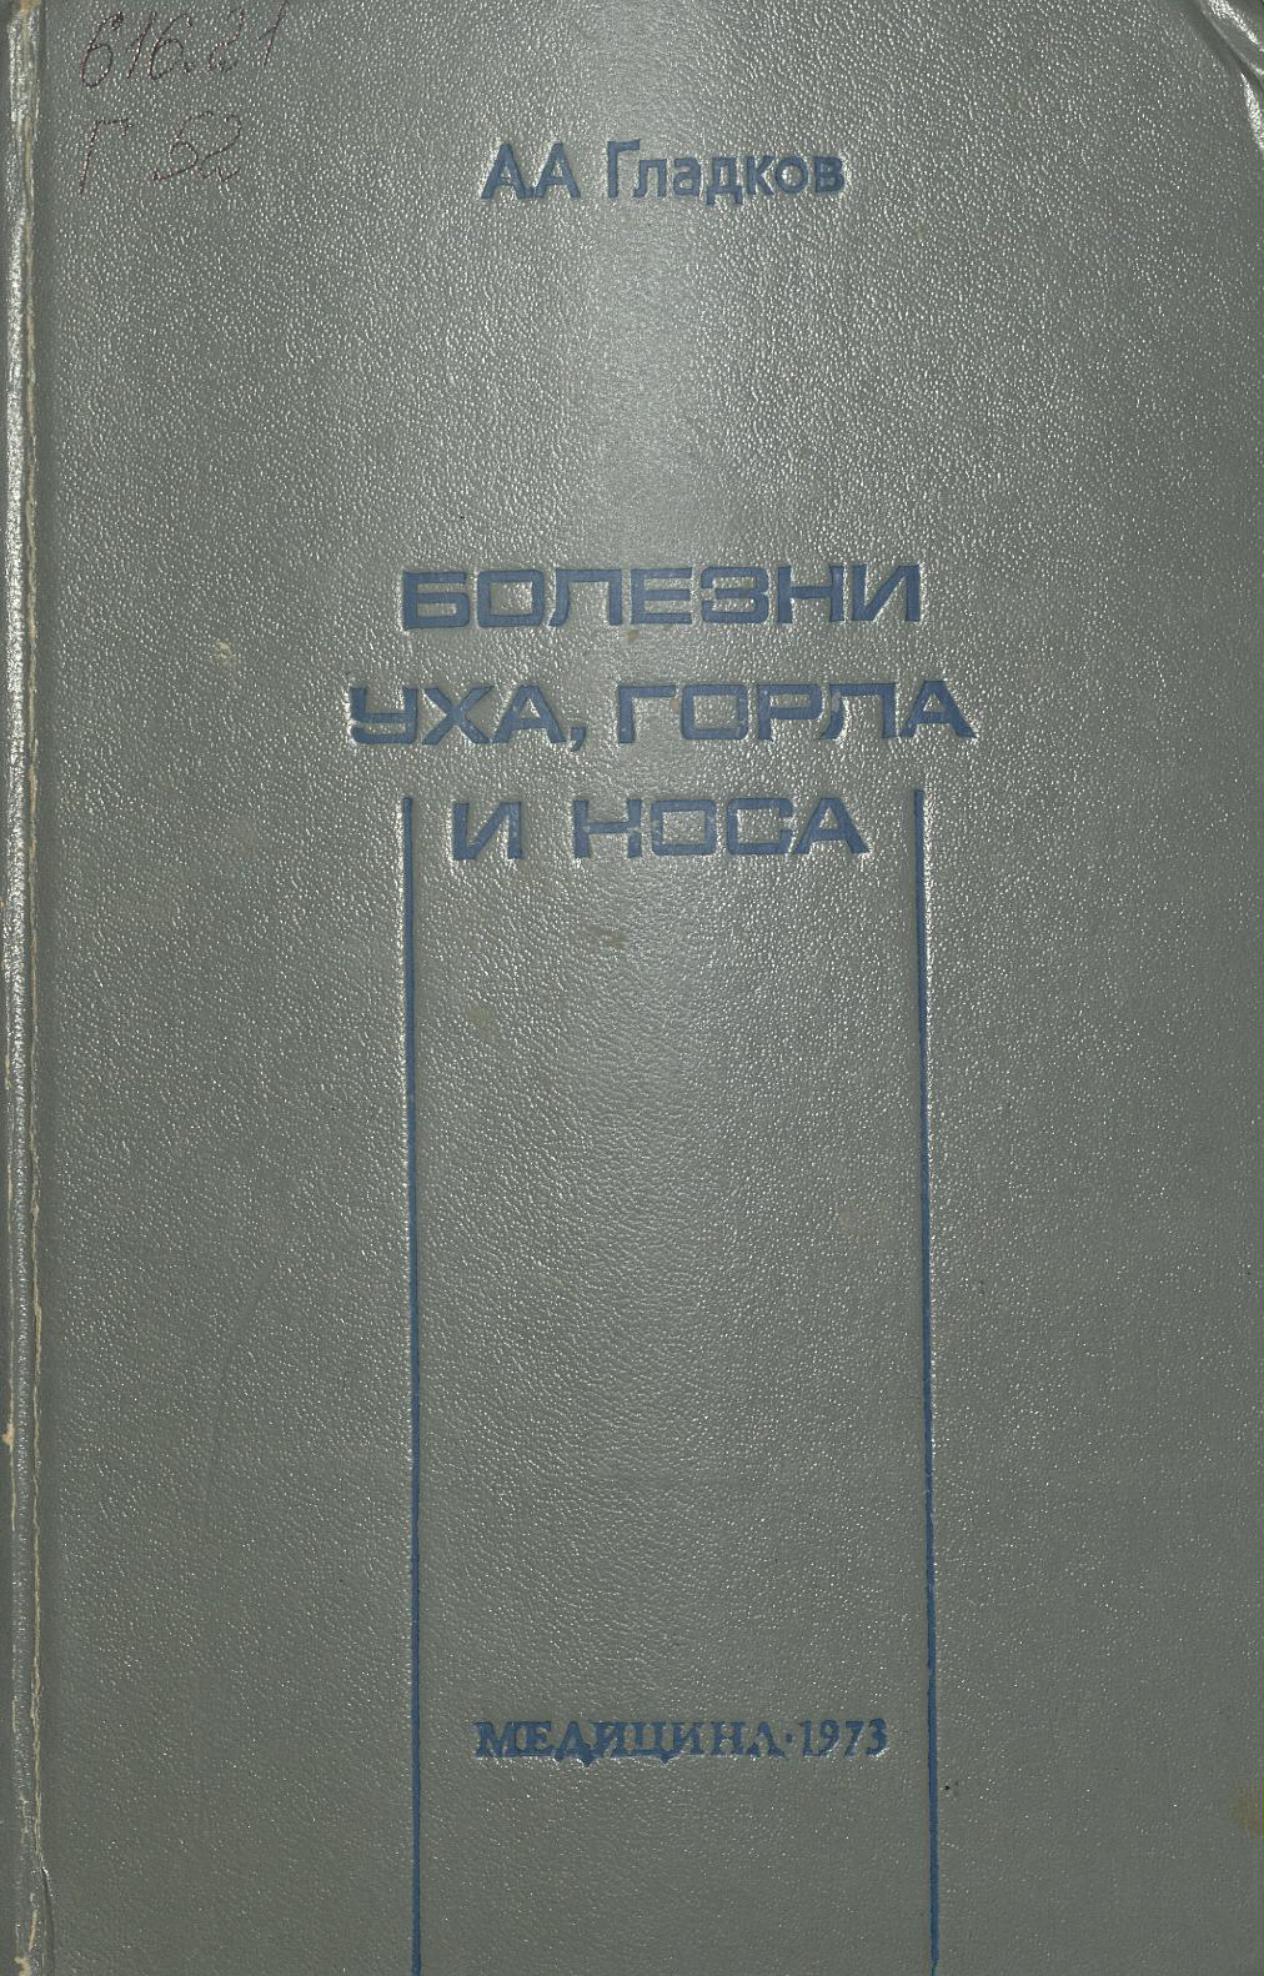 616.21
Г 52
А.А Гладков
БОЛЕЗНИ
УХА, ГОРЛА
И НОСА
МЕДИЦИНА·1973